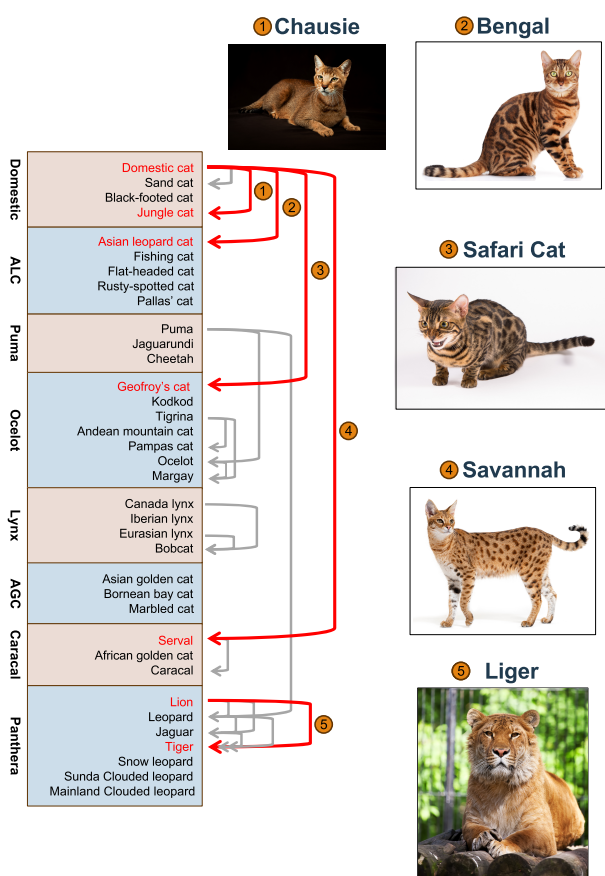 1 Chausie
2 Bengal
Domestic
Domestic cat
Sand cat
Black-footed cat
Jungle cat
1
2
ALC
Asian leopard cat
Fishing cat
Flat-headed cat
Rusty-spotted cat
Pallas’ cat
3
3 Safari Cat
Puma
Puma
Jaguarundi
Cheetah
Ocelot
Geofroy’s cat
Kodkod
Tigrina
Andean mountain cat
Pampas cat
Ocelot
Margay
4
4 Savannah
Lynx
Canada lynx
Iberian lynx
Eurasian lynx
Bobcat
AGC
Asian golden cat
Bornean bay cat
Marbled cat
Caracal
Serval
African golden cat
Caracal
5 Liger
Panthera
Lion
Leopard
Jaguar
Tiger
Snow leopard
Sunda Clouded leopard
Mainland Clouded leopard
5